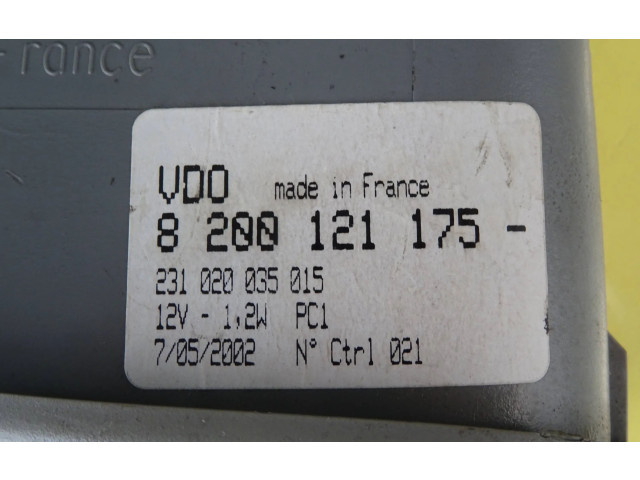 rance
VDO made in France
8 200 121 175 -
231 020 035 015
12V - 1,2W PC1
7/05/2002 N° Ctrl 021